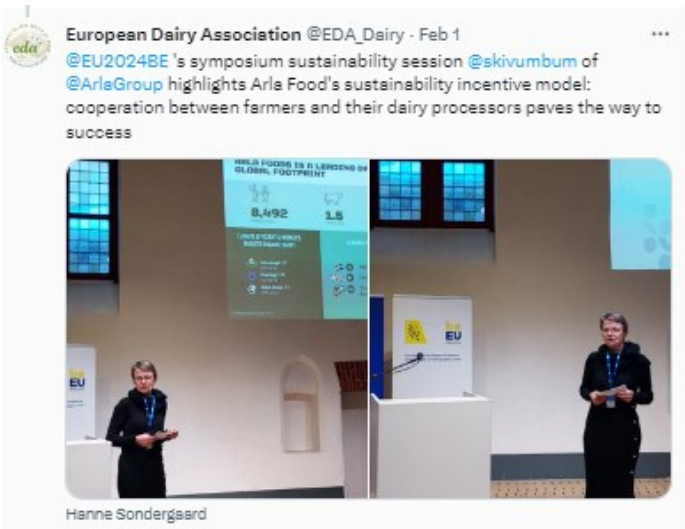 eda
European Dairy Association @EDA_Dairy · Feb 1
@EU2024BE 's symposium sustainability session @skivumbum of
@ArlaGroup highlights Arla Food's sustainability incentive model:
cooperation between farmers and their dairy processors paves the way to
success
ARLA FOODS IS A LEADING
GLOBAL FOOTPRINT
8,492
1.5
EU
EU
Hanne Sondergaard